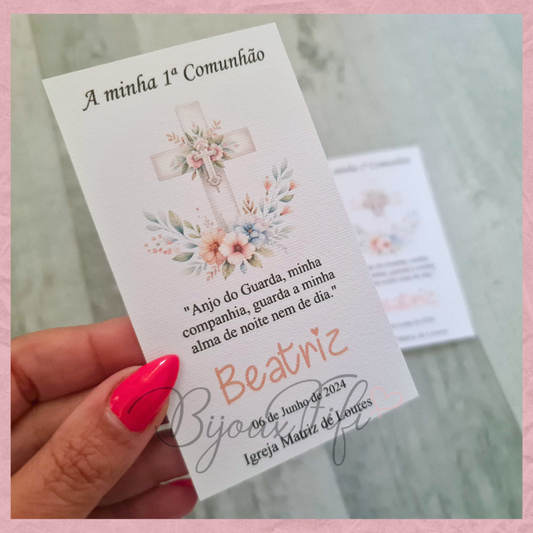 A minha 1ª Comunhão
"Anjo do Guarda, minha
companhia, guarda a minha
alma de noite nem de dia."
Beatriz
06 de Junho de 2024
Igreja Matriz de Loures
Bijoux Fifi